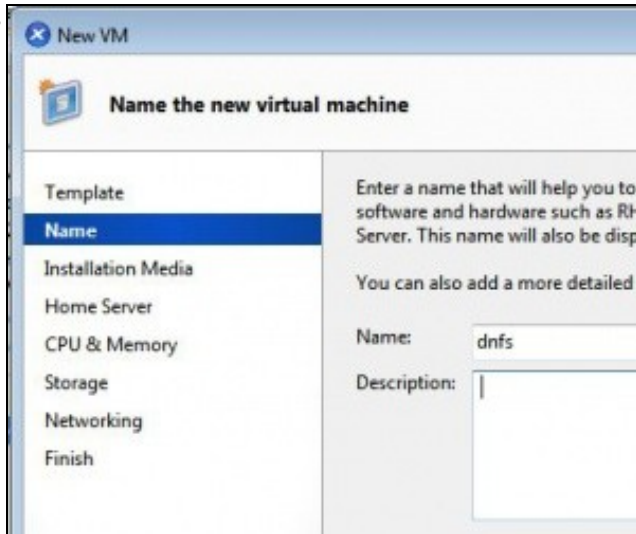 New VM
Name the new virtual machine
Template
Name
Installation Media
Home Server
CPU & Memory
Storage
Networking
Finish
Enter a name that will help you to
software and hardware such as RH
Server. This name will also be disp
You can also add a more detailed
Name: dnfs
Description: